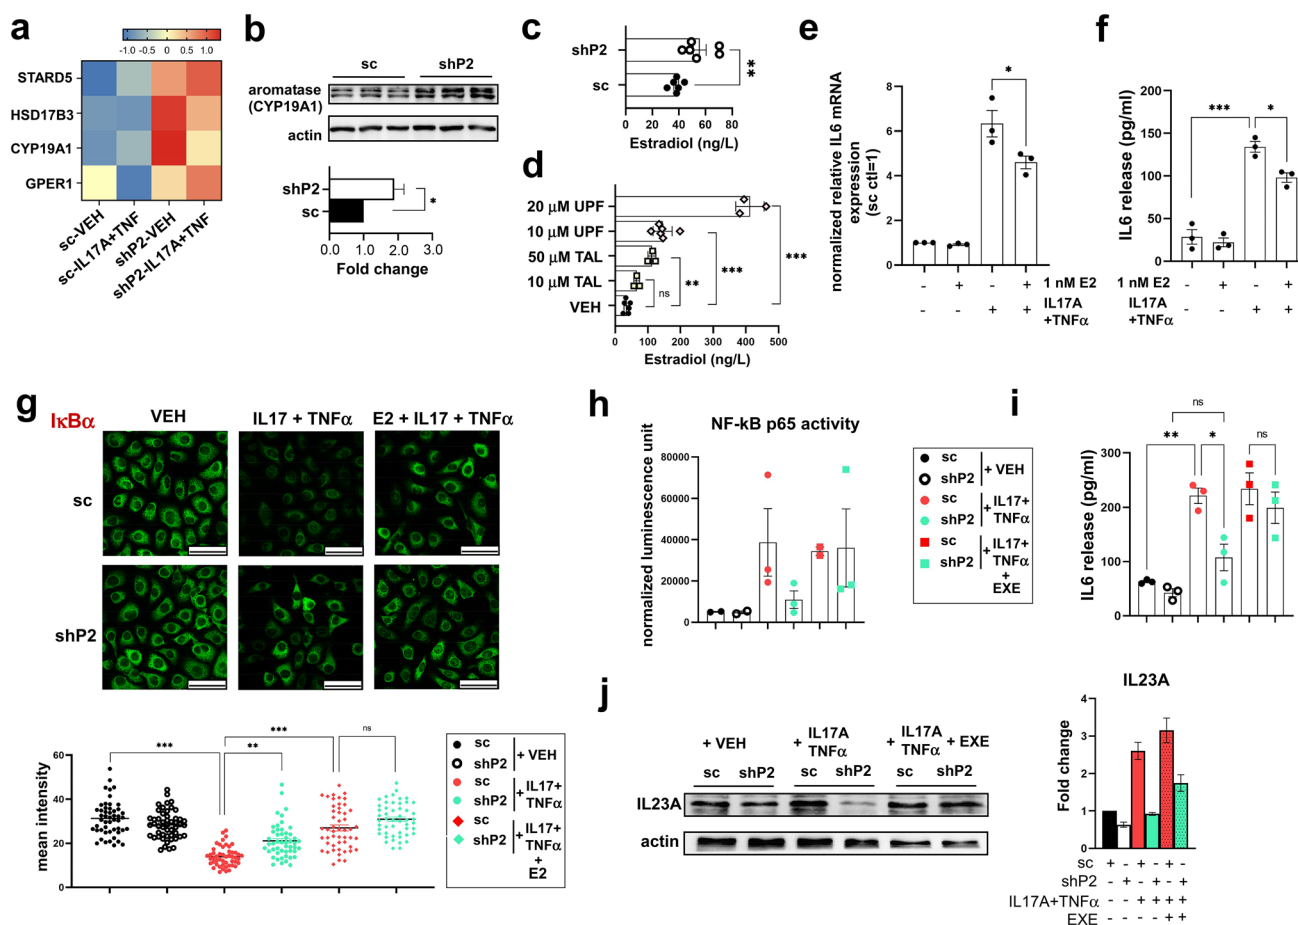 a
-1.0 -0.5 0 0.5 1.0
STARD5
HSD17B3
CYP19A1
GPER1
sc-VEH
sc-IL17A+TNF
shP2-VEH
shP2-IL17A+TNF
b
sc shP2
aromatase
(CYP19A1)
actin
shP2
sc
*
0.0 1.0 2.0 3.0
Fold change
c
shP2
sc
**
0 20 40 60 80
Estradiol (ng/L)
d
20 μM UPF
10 μM UPF
50 μM TAL
10 μM TAL
VEH
ns
**
***
***
0 100 200 300 400 500
Estradiol (ng/L)
e
normalized relative IL6 mRNA
expression
(sc ctl=1)
8
6
4
2
0
*
- + - + 1 nM E2
- - + + IL17A
+TNFα
f
IL6 release (pg/ml)
200
150
100
50
0
*** *
1 nM E2 - + - +
IL17A - - + +
+TNFα
g
IκBα
VEH IL17 + TNFα E2 + IL17 + TNFα
sc
shP2
mean intensity
60
40
20
0
***
**
***
ns
sc
shP2
+ VEH
sc
shP2
+ IL17+
TNFα
sc
shP2
+ IL17+
TNFα
+
E2
h
NF-kB p65 activity
normalized luminescence unit
80000
60000
40000
20000
0
sc
shP2
+ VEH
sc
shP2
+IL17+
TNFα
sc
shP2
+IL17+
TNFα
+
EXE
i
IL6 release (pg/ml)
300
200
100
0
ns
** *
ns
j
+ VEH
+ IL17A
TNFα
+ IL17A
TNFα + EXE
sc shP2 sc shP2 sc shP2
IL23A
actin
IL23A
Fold change
4
3
2
1
0
sc + - + - + -
shP2 - + - + - +
IL17A+TNFα - - + + + +
EXE - - - - + +